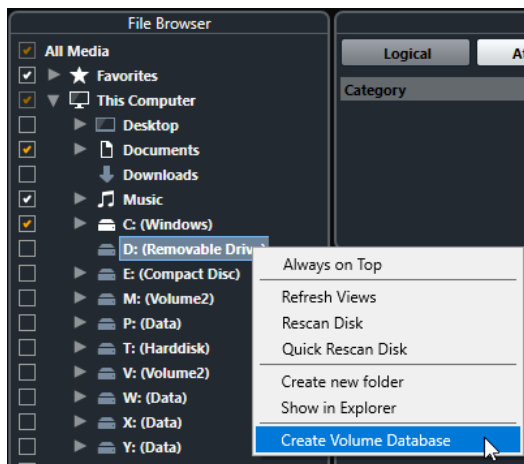 File Browser
All Media
Favorites
This Computer
Desktop
Documents
Downloads
Music
C: (Windows)
D: (Removable Drive)
E: (Compact Disc)
M: (Volume2)
P: (Data)
T: (Harddisk)
V: (Volume2)
W: (Data)
X: (Data)
Y: (Data)
Logical
Category
Always on Top
Refresh Views
Rescan Disk
Quick Rescan Disk
Create new folder
Show in Explorer
Create Volume Database